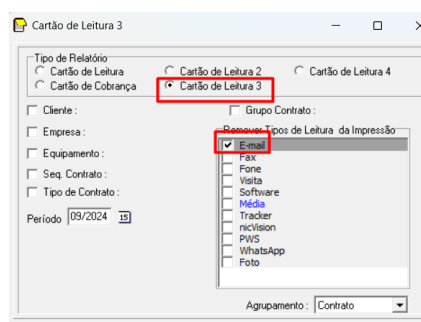 Cartão de Leitura 3
Tipo de Relatório
Cartão de Leitura
Cartão de Leitura 2
Cartão de Leitura 4
Cartão de Cobrança
Cartão de Leitura 3
Cliente :
Grupo Contrato :
Empresa :
Remover Tipos de Leitura da Impressão
Equipamento :
Seq. Contrato :
Tipo de Contrato :
Período 09/2024 15
E-mail
Fax
Fone
Visita
Software
Média
Tracker
nicVision
PWS
WhatsApp
Foto
Agrupamento : Contrato